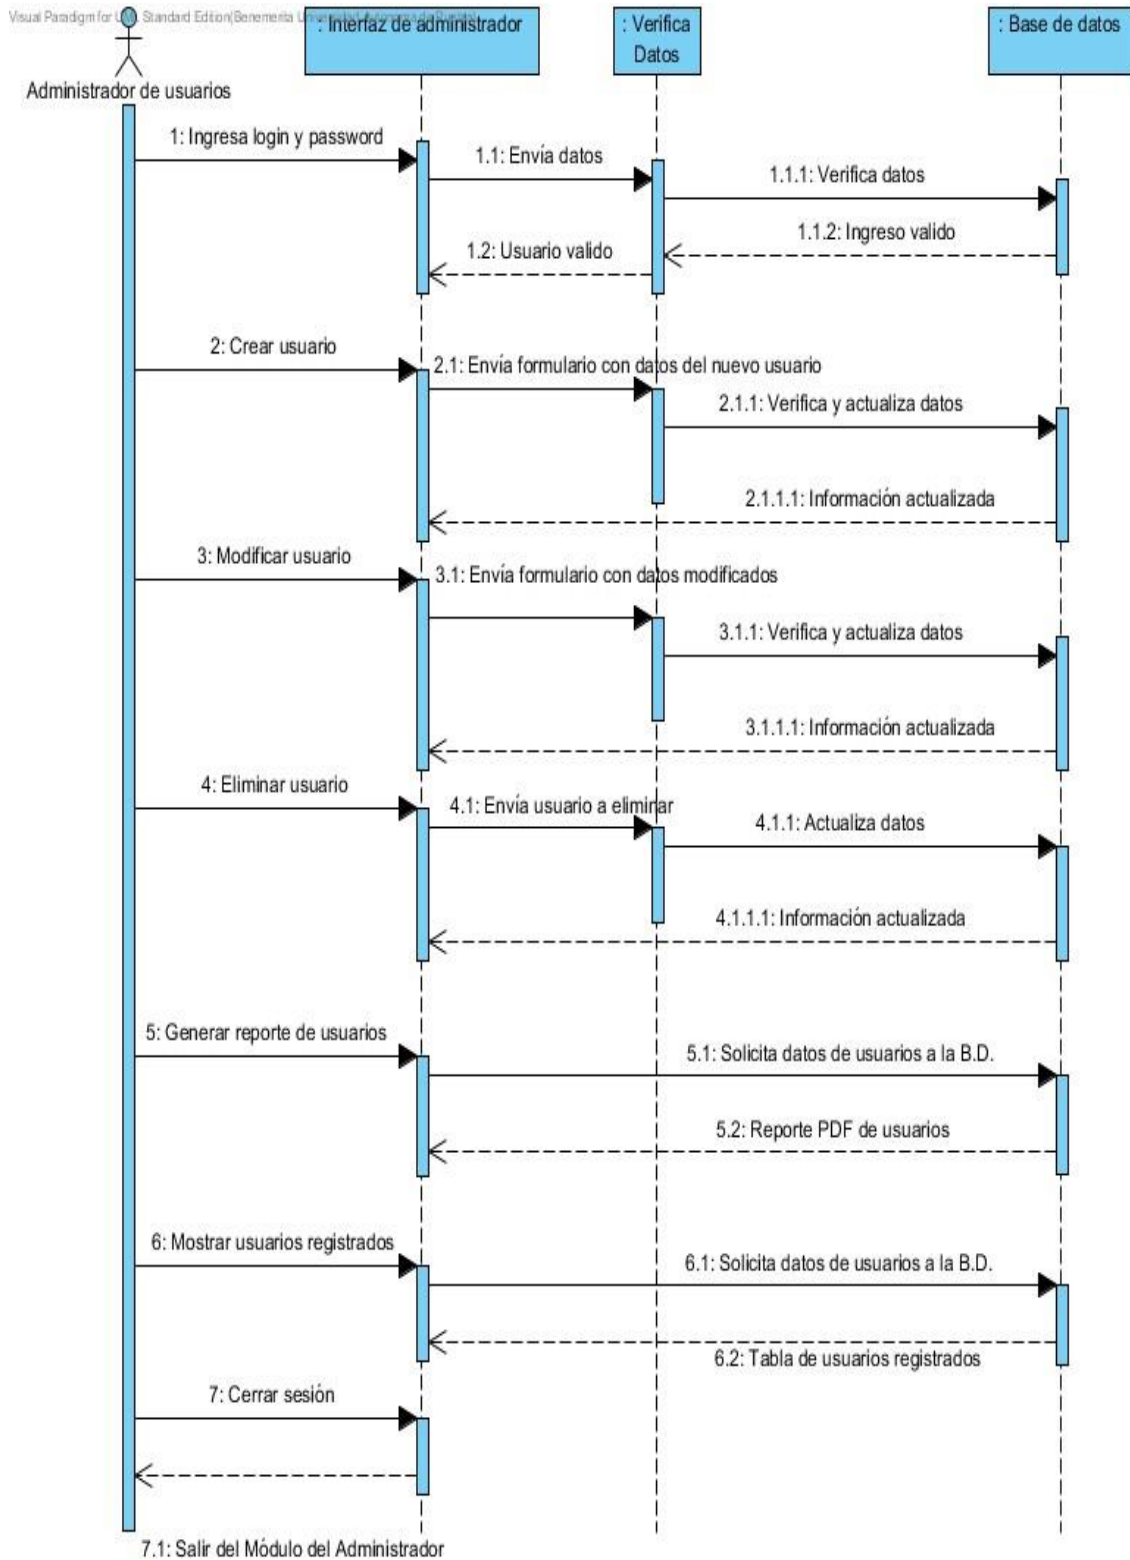 Visual Paradigm for UML Standard Edition(Benemerita Universidad Autonoma de Puebla)
: Interfaz de administrador
: Verifica
Datos
: Base de datos
Administrador de usuarios
1: Ingresa login y password
1.1: Envía datos
1.1.1: Verifica datos
1.1.2: Ingreso valido
1.2: Usuario valido
2: Crear usuario
2.1: Envía formulario con datos del nuevo usuario
2.1.1: Verifica y actualiza datos
2.1.1.1: Información actualizada
3: Modificar usuario
3.1: Envía formulario con datos modificados
3.1.1: Verifica y actualiza datos
3.1.1.1: Información actualizada
4: Eliminar usuario
4.1: Envía usuario a eliminar
4.1.1: Actualiza datos
4.1.1.1: Información actualizada
5: Generar reporte de usuarios
5.1: Solicita datos de usuarios a la B.D.
5.2: Reporte PDF de usuarios
6: Mostrar usuarios registrados
6.1: Solicita datos de usuarios a la B.D.
6.2: Tabla de usuarios registrados
7: Cerrar sesión
7.1: Salir del Módulo del Administrador